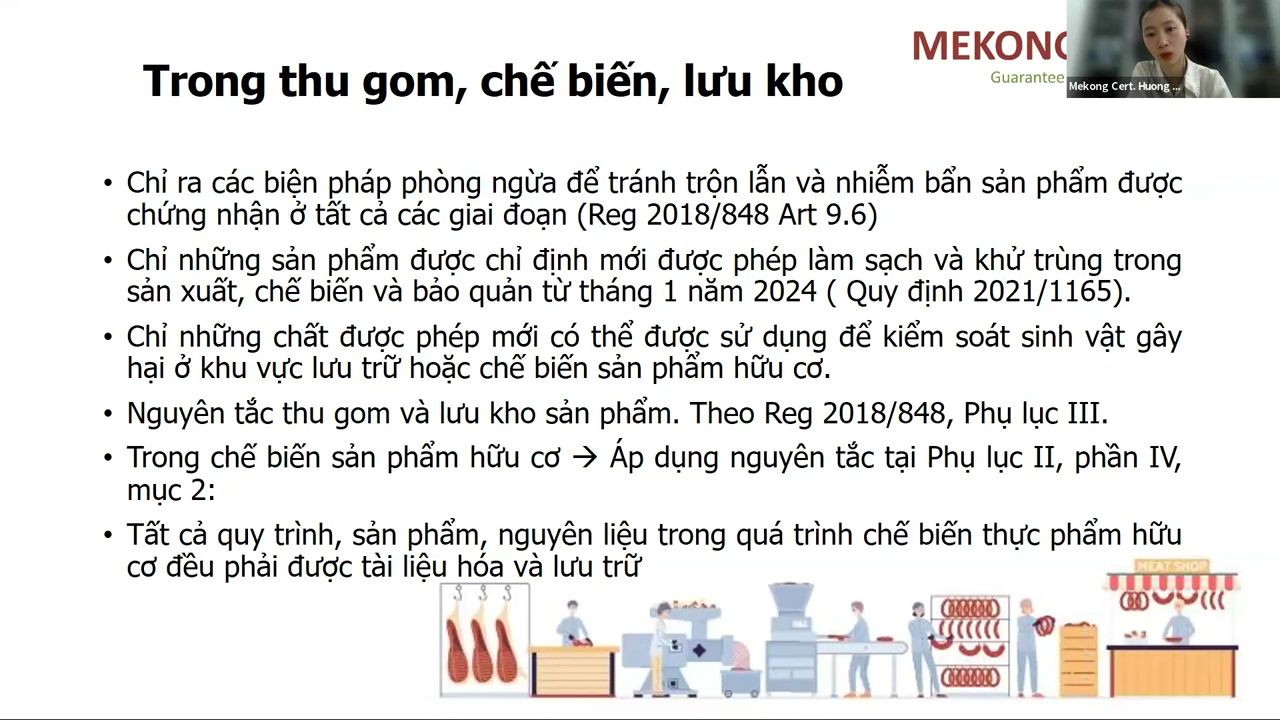 MEKONG
Guarantee
Mekong Cert. Huong ...
Trong thu gom, chế biến, lưu kho
• Chỉ ra các biện pháp phòng ngừa để tránh trộn lẫn và nhiễm bẩn sản phẩm được
chứng nhận ở tất cả các giai đoạn (Reg 2018/848 Art 9.6)
• Chỉ những sản phẩm được chỉ định mới được phép làm sạch và khử trùng trong
sản xuất, chế biến và bảo quản từ tháng 1 năm 2024 ( Quy định 2021/1165).
• Chỉ những chất được phép mới có thể được sử dụng để kiểm soát sinh vật gây
hại ở khu vực lưu trữ hoặc chế biến sản phẩm hữu cơ.
• Nguyên tắc thu gom và lưu kho sản phẩm. Theo Reg 2018/848, Phụ lục III.
• Trong chế biến sản phẩm hữu cơ → Áp dụng nguyên tắc tại Phụ lục II, phần IV,
mục 2:
• Tất cả quy trình, sản phẩm, nguyên liệu trong quá trình chế biến thực phẩm hữu
cơ đều phải được tài liệu hóa và lưu trữ
MEAT SHOP